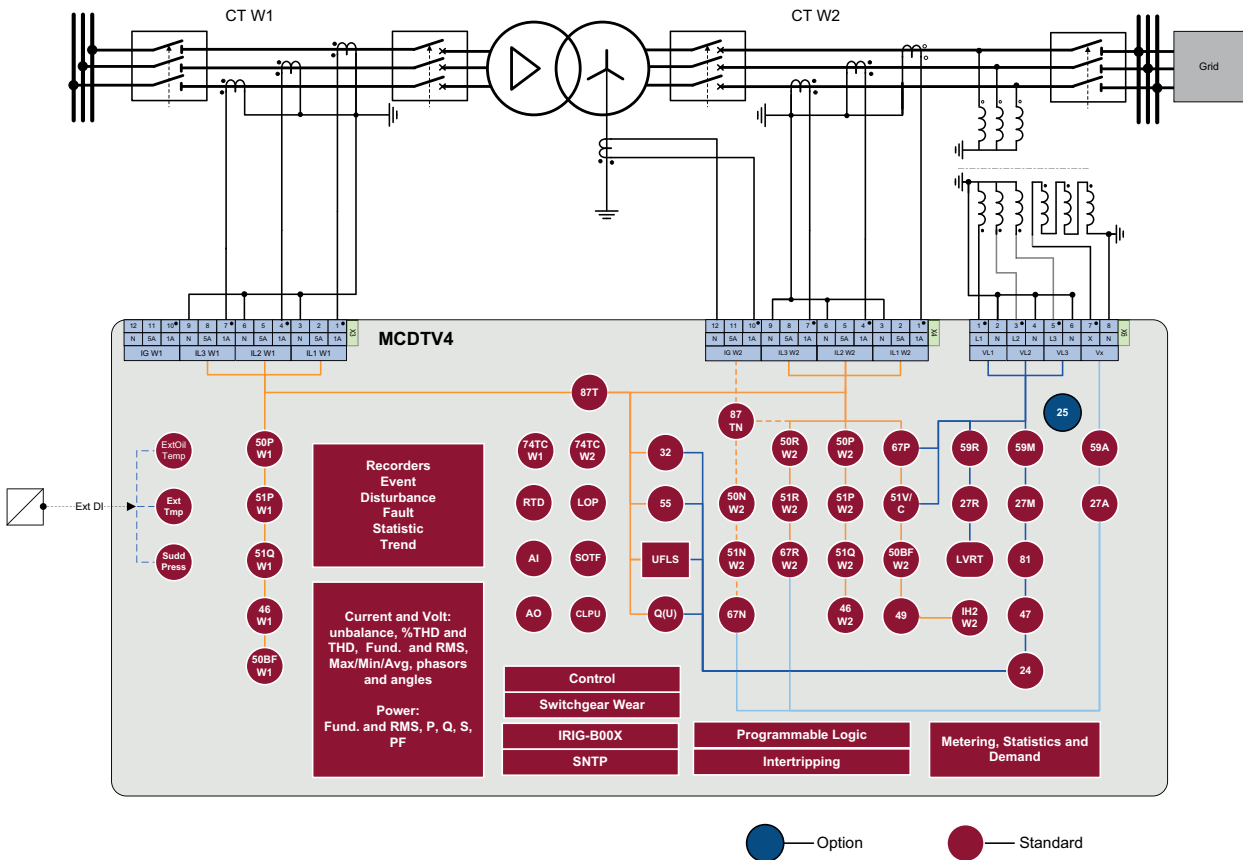 CT W1
CT W2
Grid
12 11 10 9 8 7 6 5 4 3 2 1
N 5A 1A N 5A 1A N 5A 1A N 5A 1A
IG W1 IL3 W1 IL2 W1 IL1 W1
X3
MCDTV4
12 11 10 9 8 7 6 5 4 3 2 1
N 5A 1A N 5A 1A N 5A 1A N 5A 1A
IG W2 IL3 W2 IL2 W2 IL1 W2
X4
1 2 3 4 5 6 7 8
L1 N L2 N L3 N X N
VL1 VL2 VL3 Vx
X6
87T
87
TN
25
ExtOil
Temp
Ext
Tmp
Sudd
Press
Ext DI
50P
W1
51P
W1
51Q
W1
46
W1
50BF
W1
Recorders
Event
Disturbance
Fault
Statistic
Trend
Current and Volt:
unbalance, %THD and
THD, Fund. and RMS,
Max/Min/Avg, phasors
and angles
Power:
Fund. and RMS, P, Q, S,
PF
74TC
W1
74TC
W2
RTD
LOP
AI
SOTF
AO
CLPU
32
55
UFLS
Q(U)
50N
W2
51N
W2
67N
50R
W2
51R
W2
67R
W2
50P
W2
51P
W2
51Q
W2
46
W2
67P
51V/
C
50BF
W2
49
59R
27R
LVRT
IH2
W2
59M
27M
81
47
24
59A
27A
Control
Switchgear Wear
IRIG-B00X
SNTP
Programmable Logic
Intertripping
Metering, Statistics and
Demand
Option
Standard